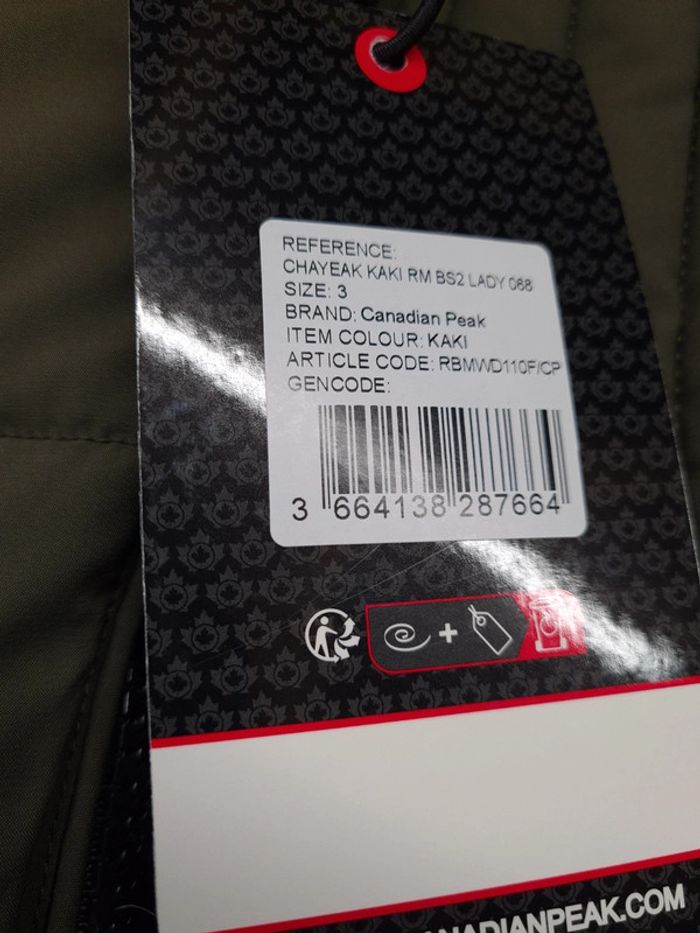 REFERENCE:
CHAYEAK KAKI RM BS2 LADY 068
SIZE: 3
BRAND: Canadian Peak
ITEM COLOUR: KAKI
ARTICLE CODE: RBMWD110F/CP
GENCODE:
3 664138 287664
NADIANPEAK.COM